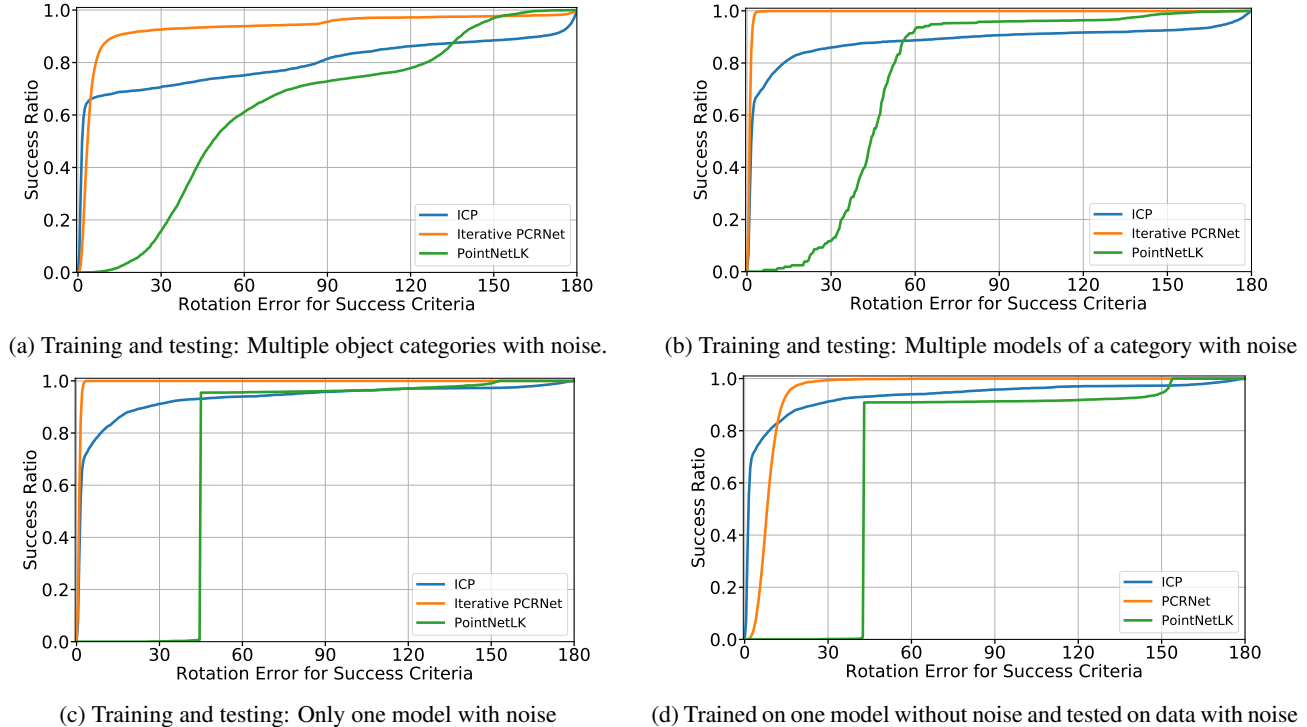 1.0
0.8
0.6
0.4
0.2
0.0
Success Ratio
ICP
Iterative PCRNet
PointNetLK
0 30 60 90 120 150 180
Rotation Error for Success Criteria
(a) Training and testing: Multiple object categories with noise.
1.0
0.8
0.6
0.4
0.2
0.0
Success Ratio
ICP
Iterative PCRNet
PointNetLK
0 30 60 90 120 150 180
Rotation Error for Success Criteria
(b) Training and testing: Multiple models of a category with noise
1.0
0.8
0.6
0.4
0.2
0.0
Success Ratio
ICP
Iterative PCRNet
PointNetLK
0 30 60 90 120 150 180
Rotation Error for Success Criteria
(c) Training and testing: Only one model with noise
1.0
0.8
0.6
0.4
0.2
0.0
Success Ratio
ICP
PCRNet
PointNetLK
0 30 60 90 120 150 180
Rotation Error for Success Criteria
(d) Trained on one model without noise and tested on data with noise